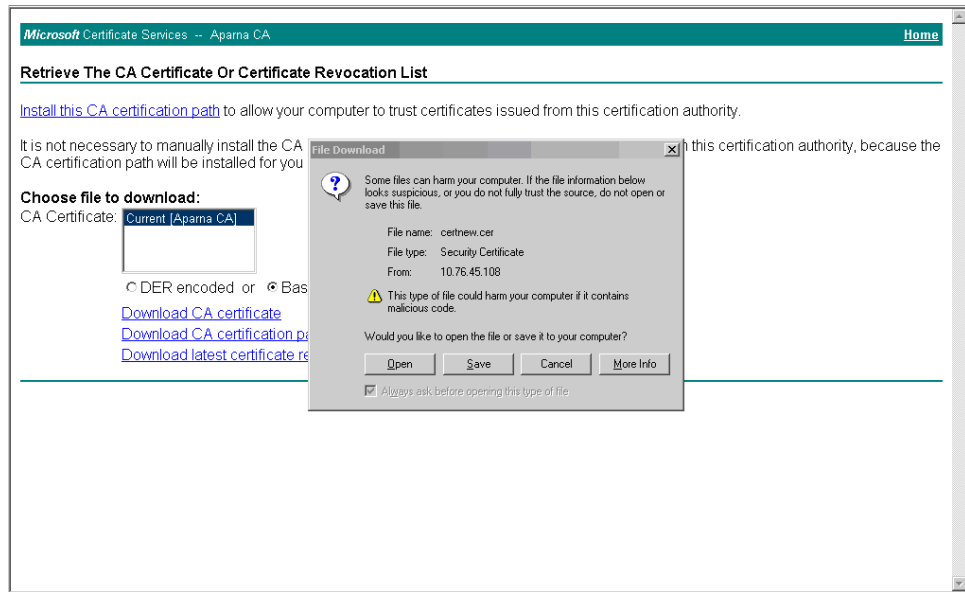 Microsoft Certificate Services -- Aparna CA Home
Retrieve The CA Certificate Or Certificate Revocation List
Install this CA certification path to allow your computer to trust certificates issued from this certification authority.
It is not necessary to manually install the CA
this certification authority, because the
CA certification path will be installed for you
Choose file to download:
CA Certificate: Current [Aparna CA]
DER encoded or Bas
Download CA certificate
Download CA certification pa
Download latest certificate re
File Download
Some files can harm your computer. If the file information below
looks suspicious, or you do not fully trust the source, do not open or
save this file.
File name: certnew.cer
File type: Security Certificate
From: 10.76.45.108
This type of file could harm your computer if it contains
malicious code.
Would you like to open the file or save it to your computer?
Open Save Cancel More Info
Always ask before opening this type of file